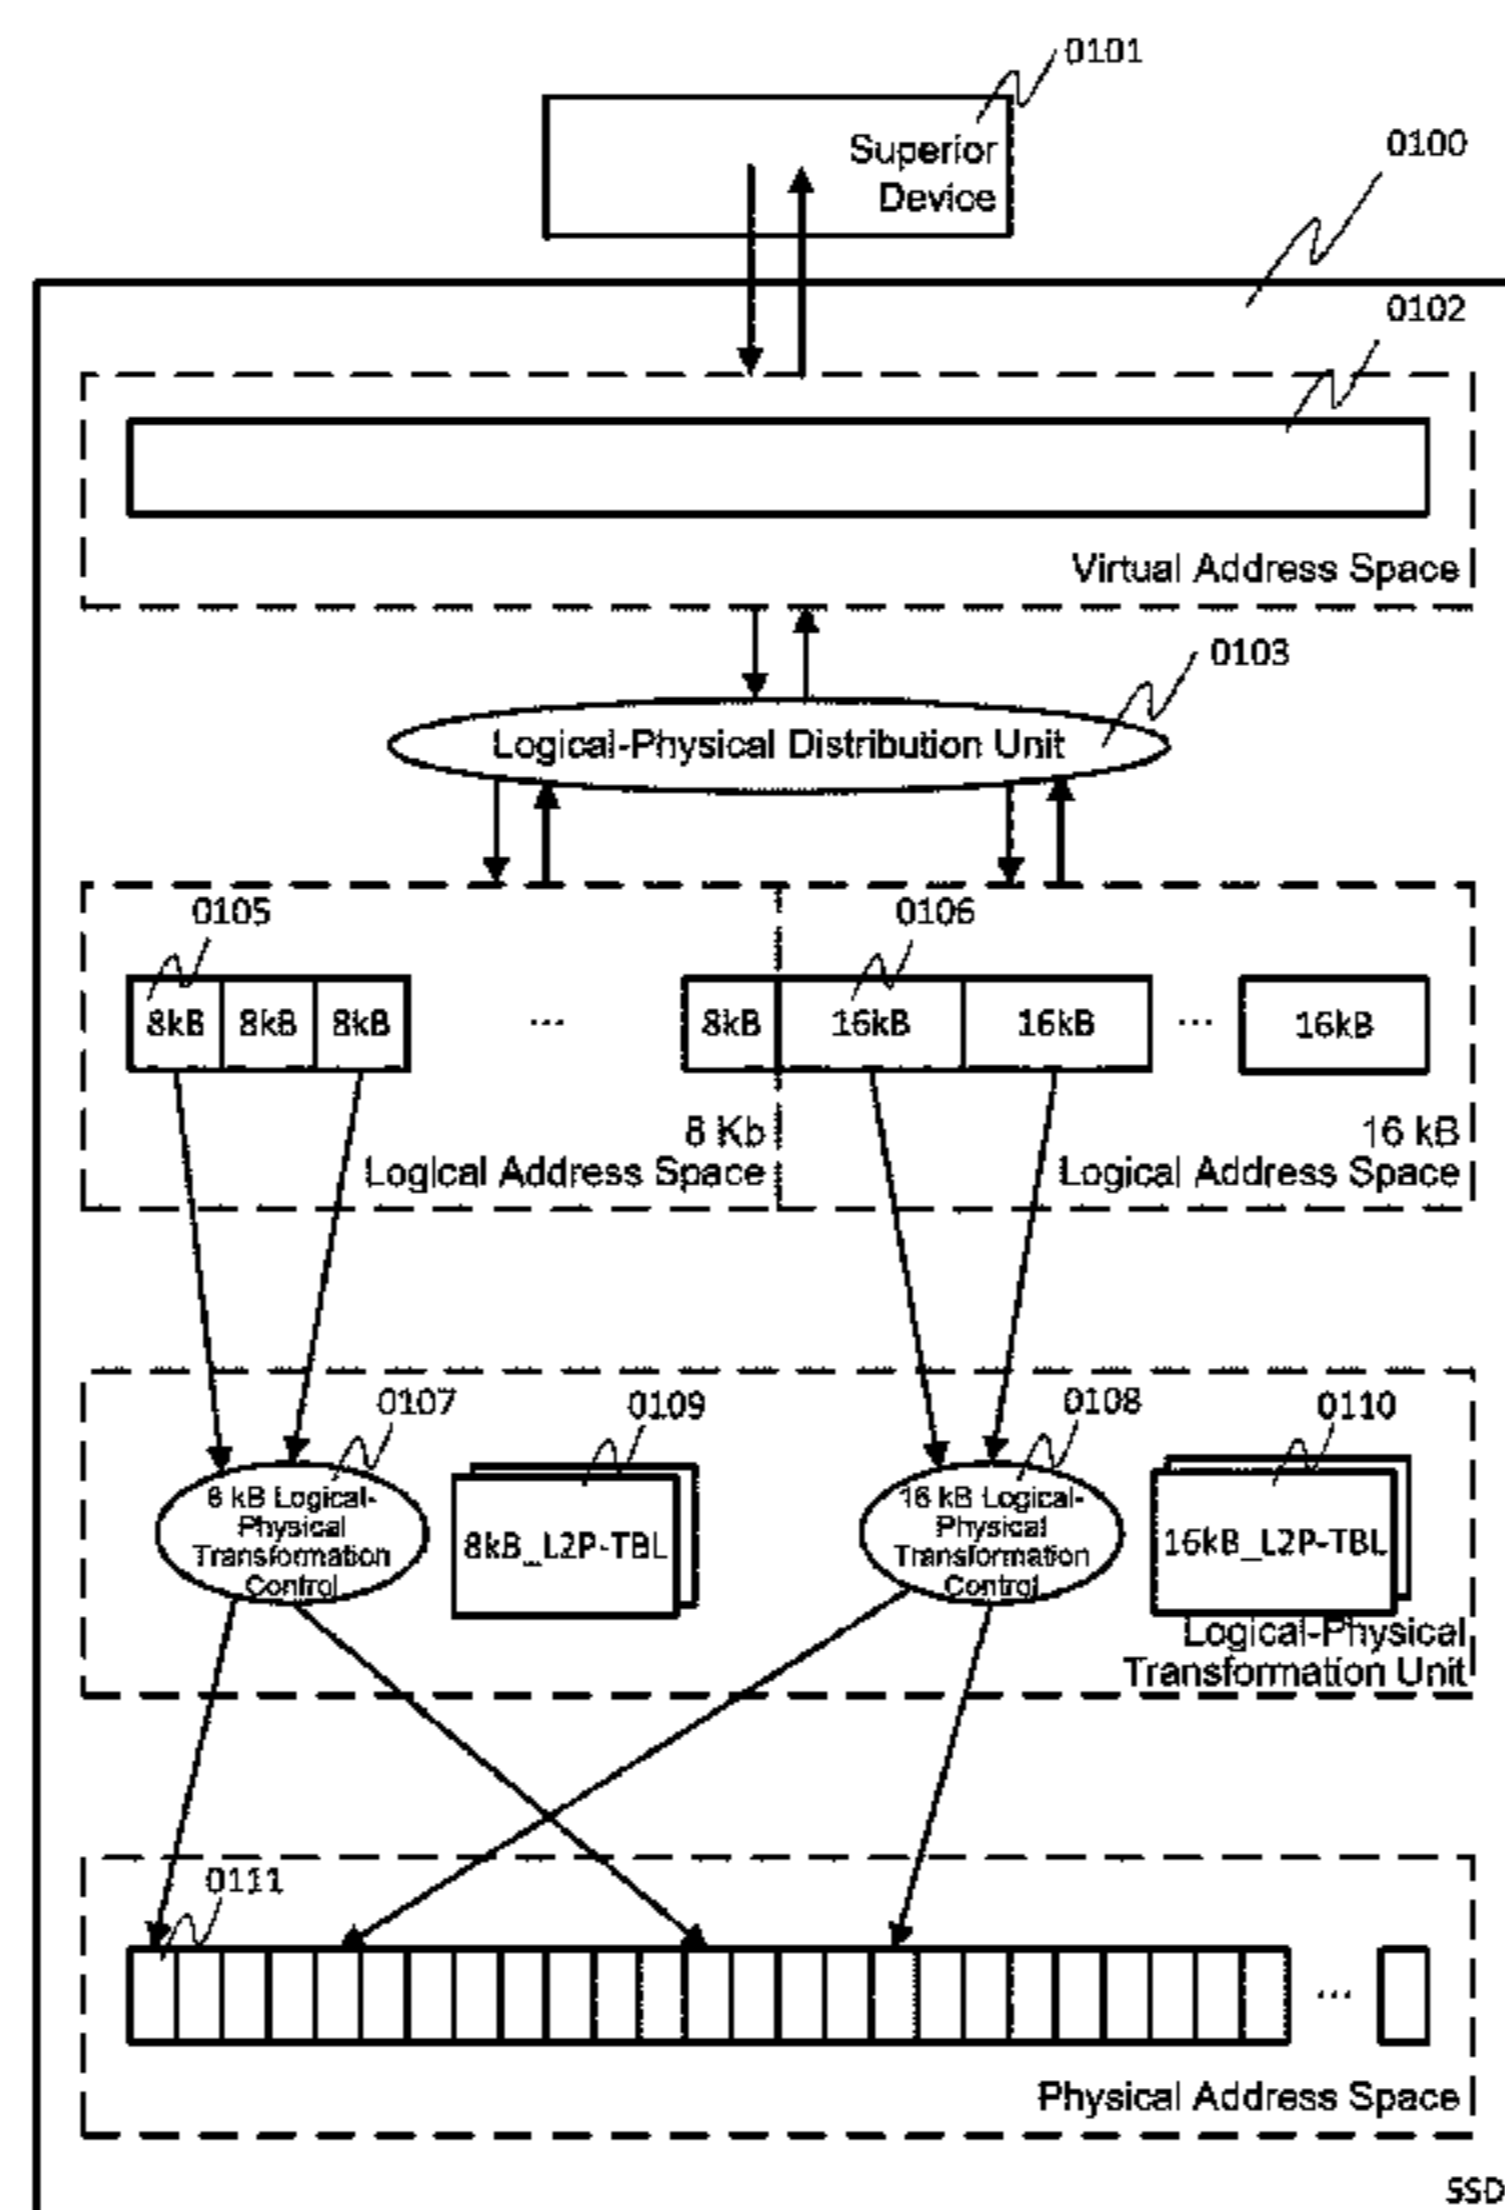 0101
Superior
Device
0100
0102
Virtual Address Space
0103
Logical-Physical Distribution Unit
0105
0106
8kB 8kB 8kB ... 8kB 16kB 16kB ... 16kB
8 Kb
Logical Address Space
16 kB
Logical Address Space
0107
0109
0108
0110
8 kB Logical-
Physical
Transformation
Control
8kB_L2P-TBL
16 kB Logical-
Physical
Transformation
Control
16kB_L2P-TBL
Logical-Physical
Transformation Unit
0111
...
Physical Address Space
SSD